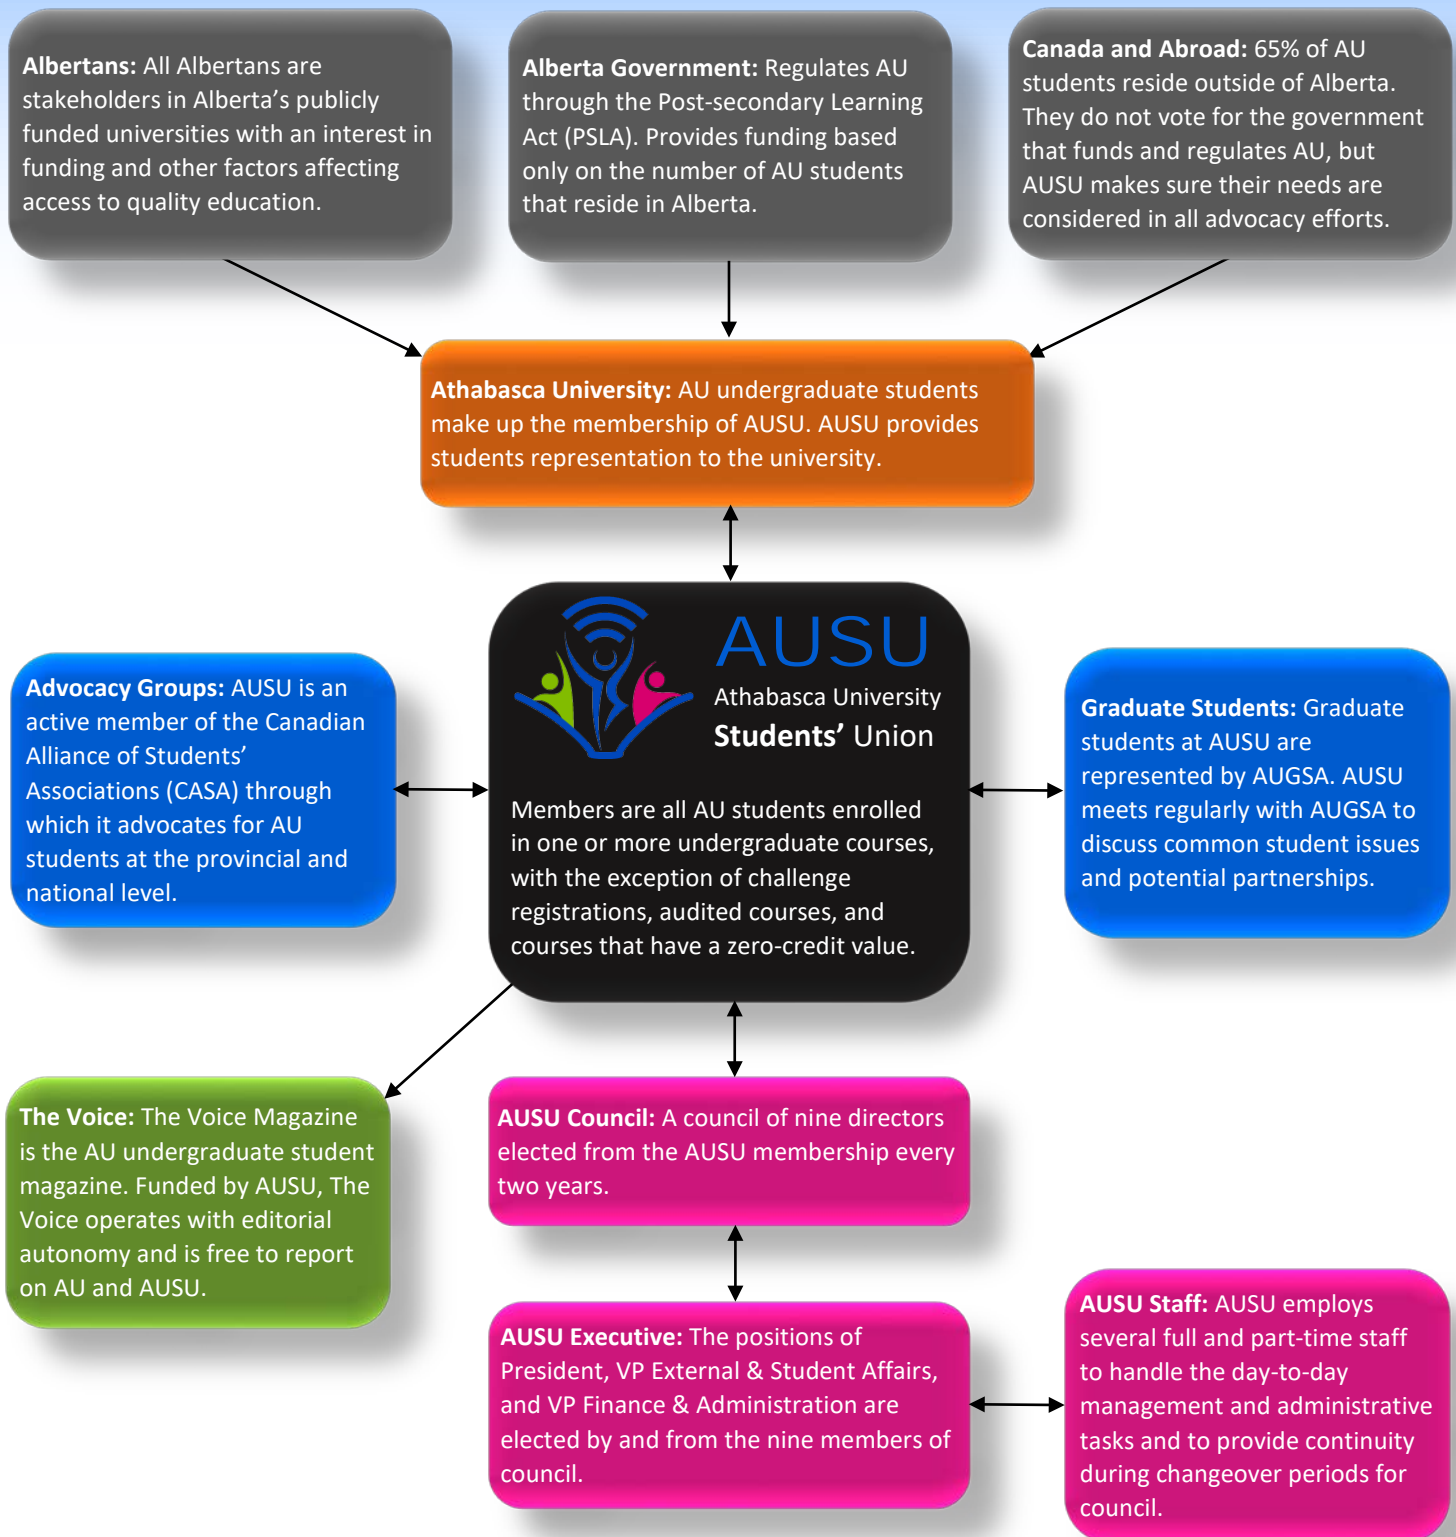 Albertans: All Albertans are
stakeholders in Alberta's publicly
funded universities with an interest in
funding and other factors affecting
access to quality education.
Alberta Government: Regulates AU
through the Post-secondary Learning
Act (PSLA). Provides funding based
only on the number of AU students
that reside in Alberta.
Canada and Abroad: 65% of AU
students reside outside of Alberta.
They do not vote for the government
that funds and regulates AU, but
AUSU makes sure their needs are
considered in all advocacy efforts.
Athabasca University: AU undergraduate students
make up the membership of AUSU. AUSU provides
students representation to the university.
AUSU
Athabasca University
Students' Union
Members are all AU students enrolled
in one or more undergraduate courses,
with the exception of challenge
registrations, audited courses, and
courses that have a zero-credit value.
Advocacy Groups: AUSU is an
active member of the Canadian
Alliance of Students'
Associations (CASA) through
which it advocates for AU
students at the provincial and
national level.
Graduate Students: Graduate
students at AUSU are
represented by AUGSA. AUSU
meets regularly with AUGSA to
discuss common student issues
and potential partnerships.
The Voice: The Voice Magazine
is the AU undergraduate student
magazine. Funded by AUSU, The
Voice operates with editorial
autonomy and is free to report
on AU and AUSU.
AUSU Council: A council of nine directors
elected from the AUSU membership every
two years.
AUSU Executive: The positions of
President, VP External & Student Affairs,
and VP Finance & Administration are
elected by and from the nine members of
council.
AUSU Staff: AUSU employs
several full and part-time staff
to handle the day-to-day
management and administrative
tasks and to provide continuity
during changeover periods for
council.